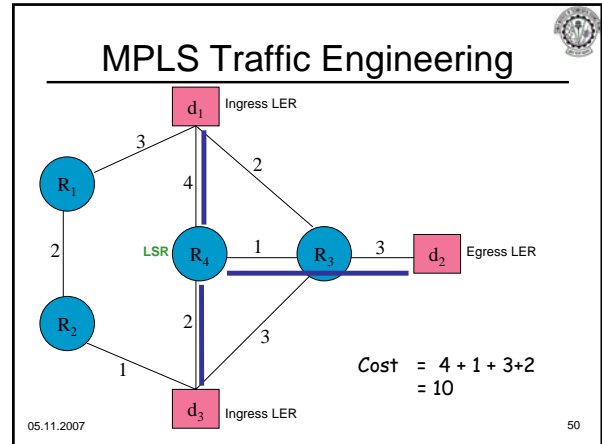 MPLS Traffic Engineering
d1 Ingress LER
3
2
4
R1
LSR R4
1
R3
3
d2 Egress LER
2
2
R2
3
1
Cost = 4 + 1 + 3+2
= 10
d3 Ingress LER
05.11.2007
50